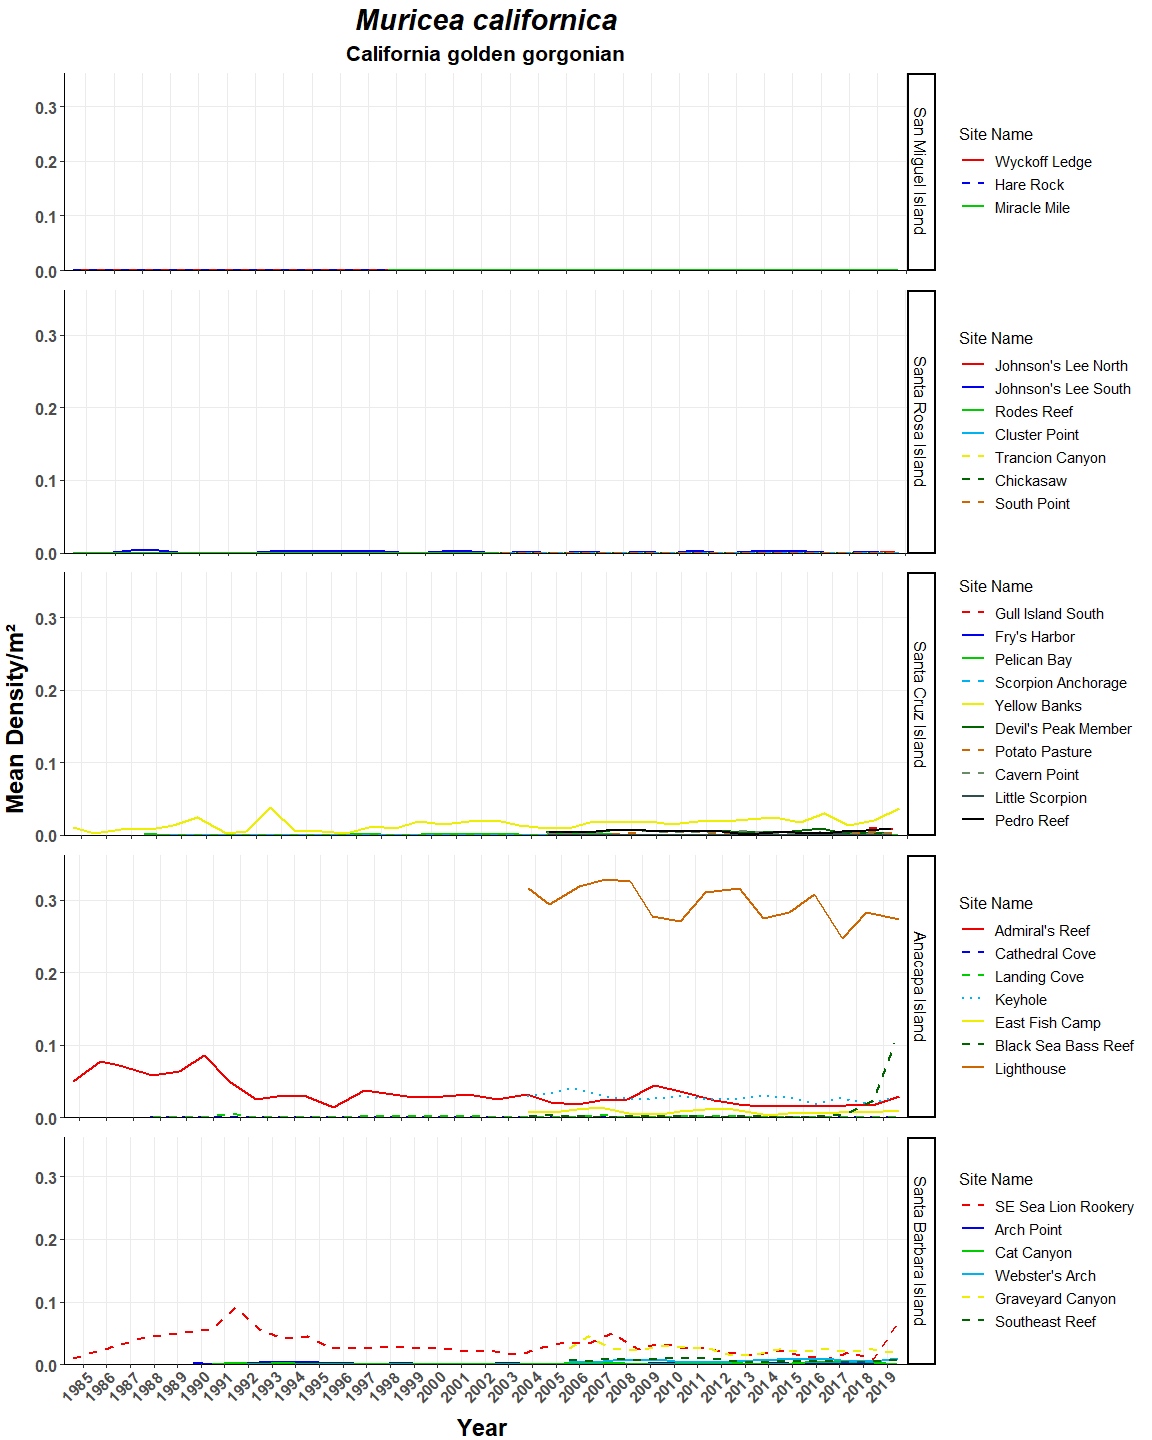 Muricea californica
California golden gorgonian
Mean Density/m²
0.3
0.2
0.1
0.0
San Miguel Island
Site Name
Wyckoff Ledge
Hare Rock
Miracle Mile
0.3
0.2
0.1
0.0
Santa Rosa Island
Site Name
Johnson's Lee North
Johnson's Lee South
Rodes Reef
Cluster Point
Trancion Canyon
Chickasaw
South Point
0.3
0.2
0.1
0.0
Santa Cruz Island
Site Name
Gull Island South
Fry's Harbor
Pelican Bay
Scorpion Anchorage
Yellow Banks
Devil's Peak Member
Potato Pasture
Cavern Point
Little Scorpion
Pedro Reef
0.3
0.2
0.1
0.0
Anacapa Island
Site Name
Admiral's Reef
Cathedral Cove
Landing Cove
Keyhole
East Fish Camp
Black Sea Bass Reef
Lighthouse
0.3
0.2
0.1
0.0
Santa Barbara Island
Site Name
SE Sea Lion Rookery
Arch Point
Cat Canyon
Webster's Arch
Graveyard Canyon
Southeast Reef
1985 1986 1987 1988 1989 1990 1991 1992 1993 1994 1995 1996 1997 1998 1999 2000 2001 2002 2003 2004 2005 2006 2007 2008 2009 2010 2011 2012 2013 2014 2015 2016 2017 2018 2019
Year